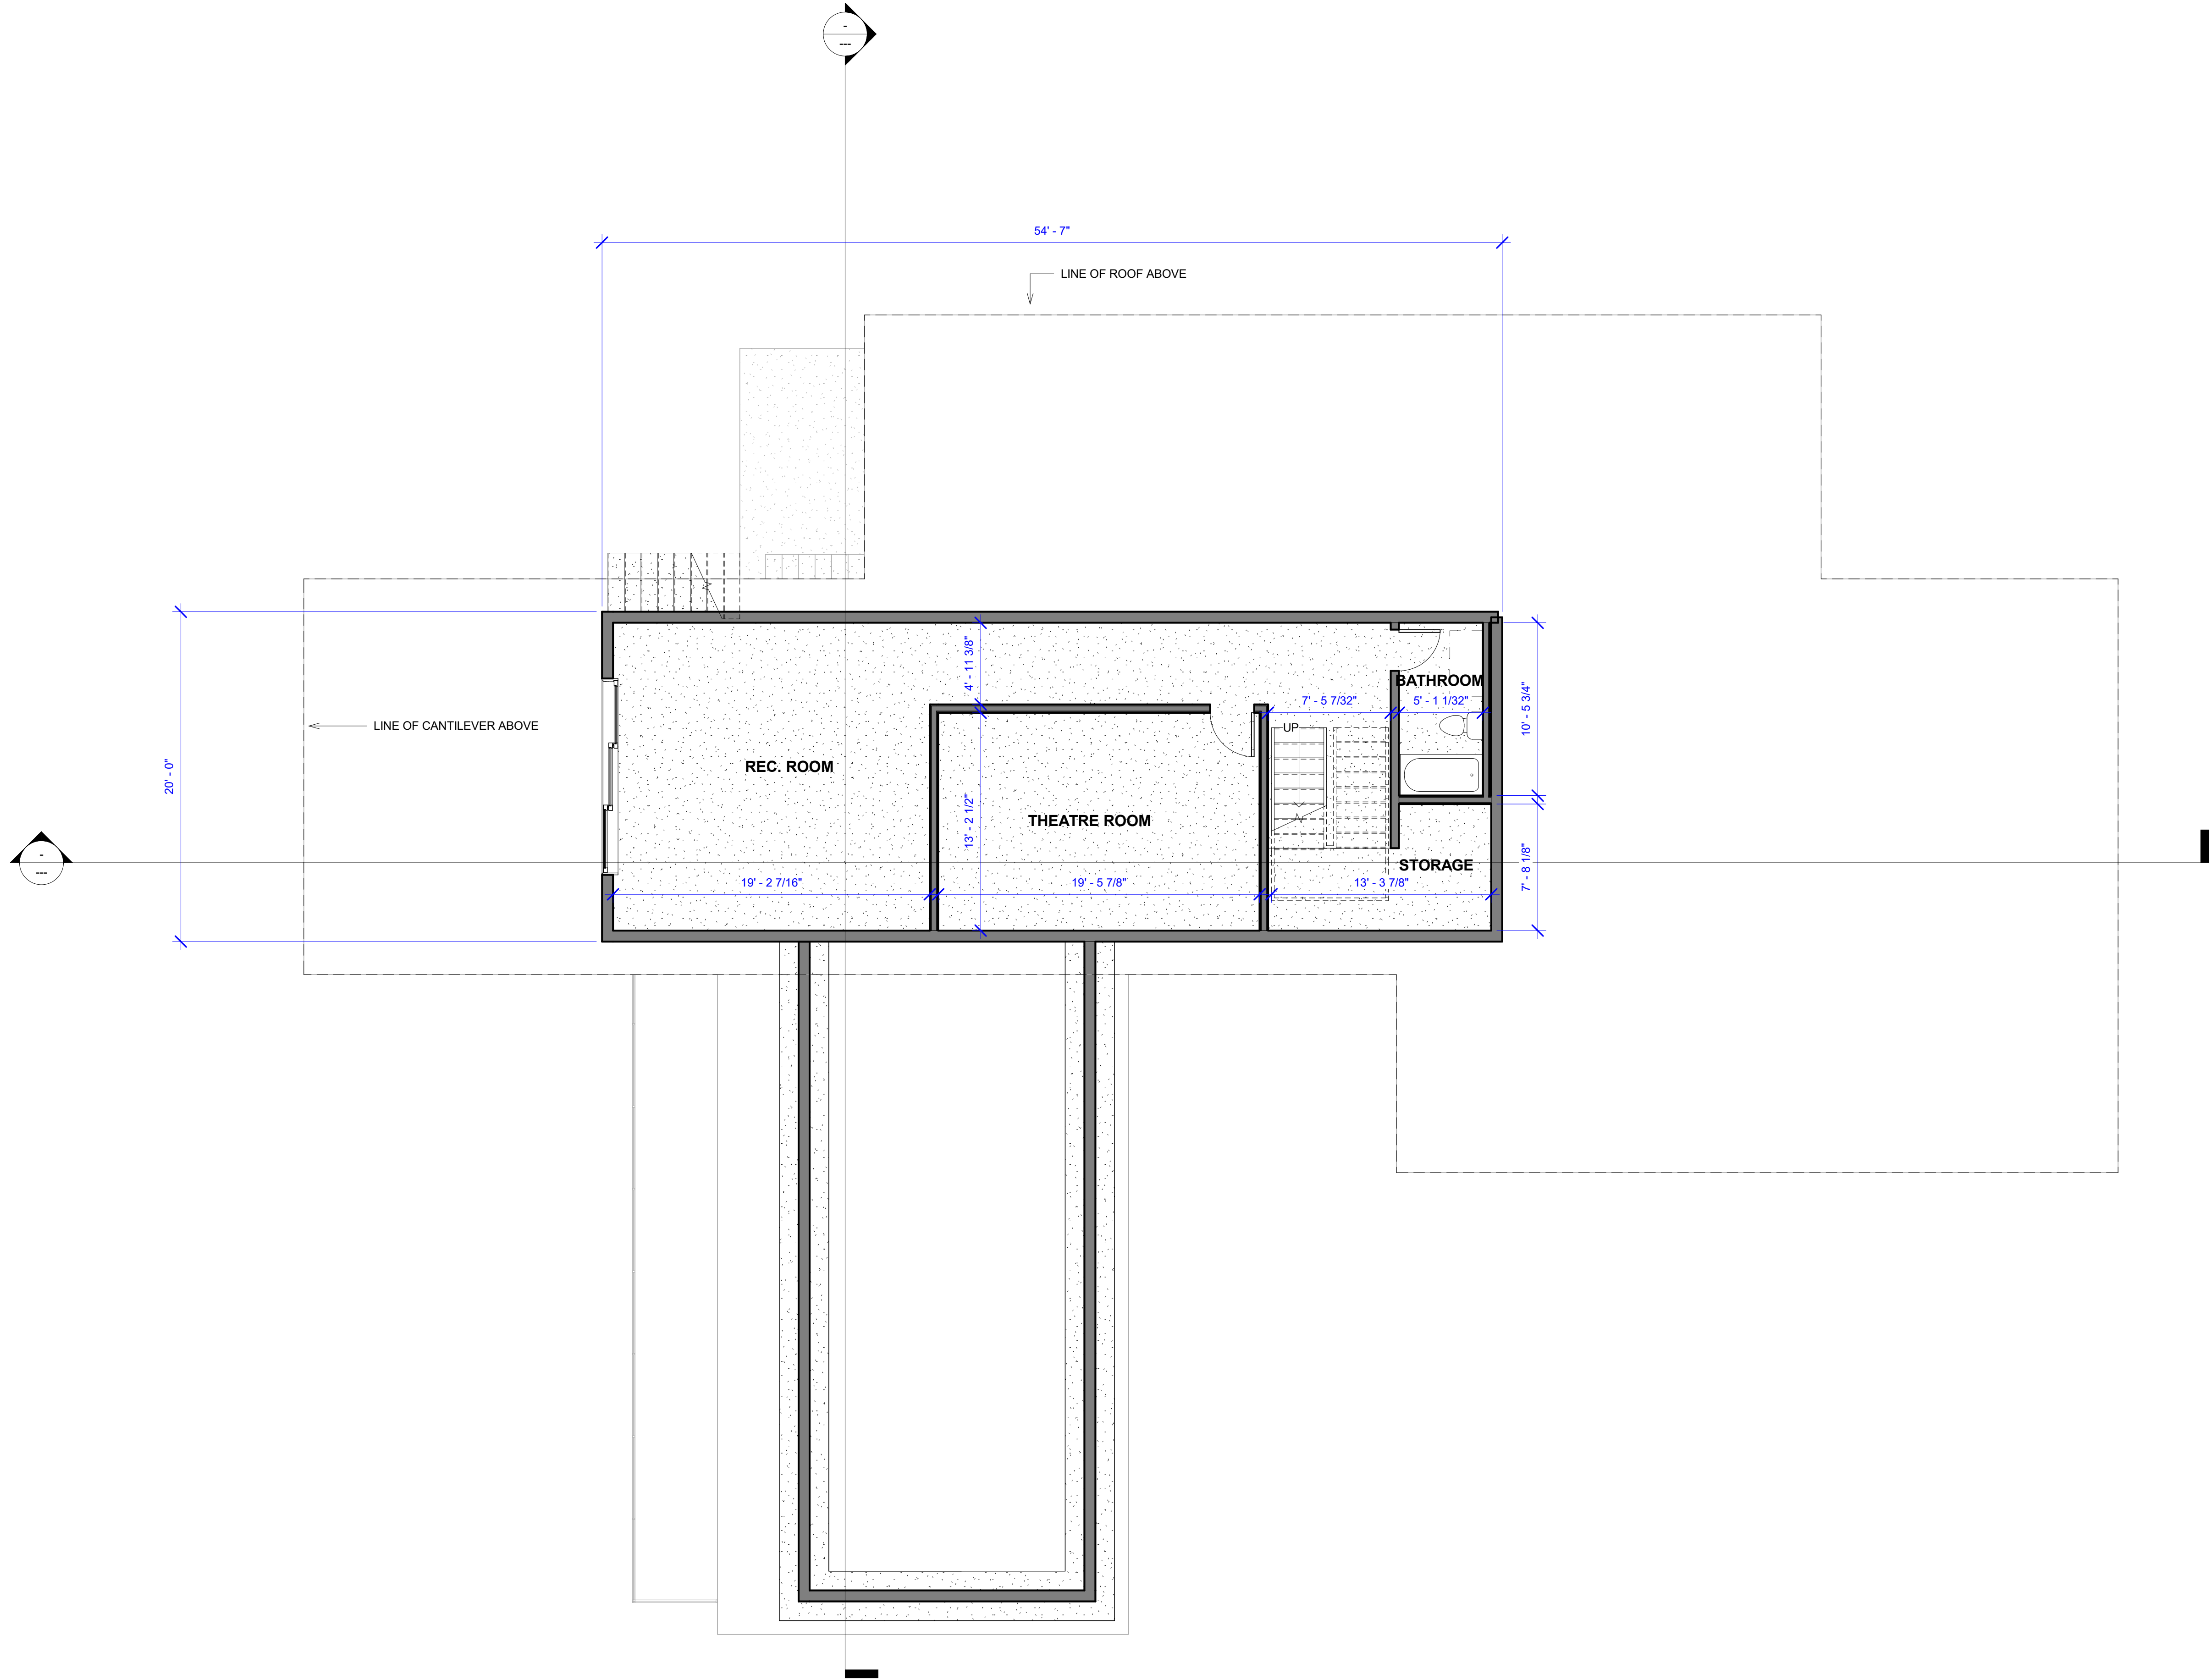 -
---
54' - 7"
LINE OF ROOF ABOVE
4' - 11 3/8"
BATHROOM
7' - 5 7/32"
5' - 1 1/32"
10' - 5 3/4"
LINE OF CANTILEVER ABOVE
UP
20' - 0"
REC. ROOM
THEATRE ROOM
13' - 2 1/2"
-
---
STORAGE
7' - 8 1/8"
19' - 2 7/16"
19' - 5 7/8"
13' - 3 7/8"